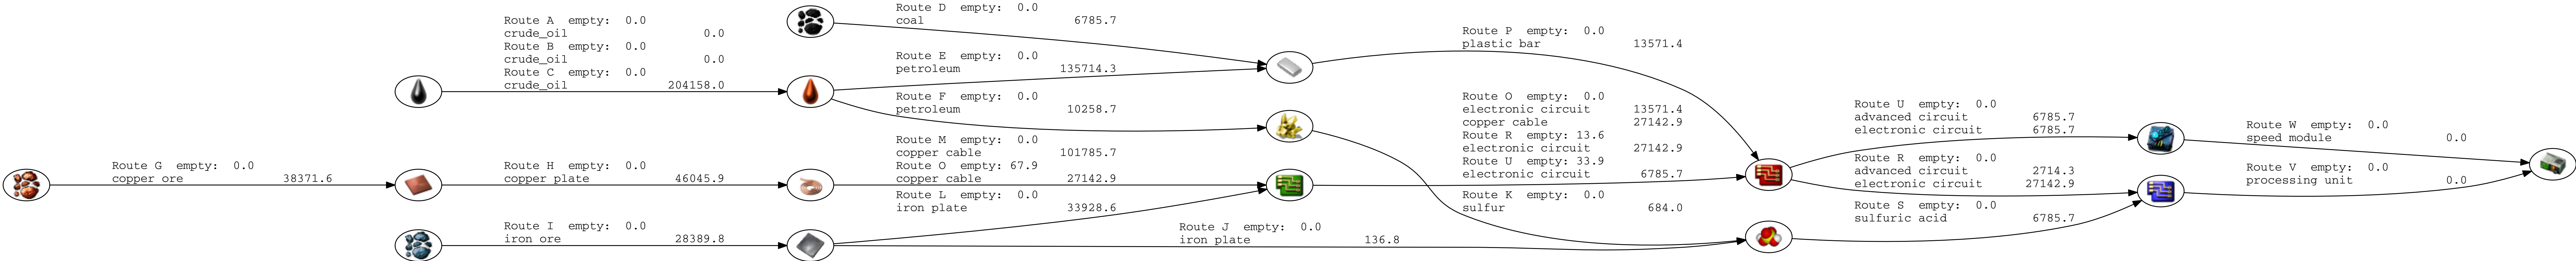 Route G  empty:  0.0
copper ore  38371.6
Route A  empty:  0.0
crude_oil  0.0
Route B  empty:  0.0
crude_oil  0.0
Route C  empty:  0.0
crude_oil  204158.0
Route H  empty:  0.0
copper plate  46045.9
Route I  empty:  0.0
iron ore  28389.8
Route D  empty:  0.0
coal  6785.7
Route E  empty:  0.0
petroleum  135714.3
Route F  empty:  0.0
petroleum  10258.7
Route M  empty:  0.0
copper cable  101785.7
Route O  empty: 67.9
copper cable  27142.9
Route L  empty:  0.0
iron plate  33928.6
Route J  empty:  0.0
iron plate  136.8
Route P  empty:  0.0
plastic bar  13571.4
Route O  empty:  0.0
electronic circuit  13571.4
copper cable  27142.9
Route R  empty: 13.6
electronic circuit  27142.9
Route U  empty: 33.9
electronic circuit  6785.7
Route K  empty:  0.0
sulfur  684.0
Route U  empty:  0.0
advanced circuit  6785.7
electronic circuit  6785.7
Route R  empty:  0.0
advanced circuit  2714.3
electronic circuit  27142.9
Route S  empty:  0.0
sulfuric acid  6785.7
Route W  empty:  0.0
speed module  0.0
Route V  empty:  0.0
processing unit  0.0